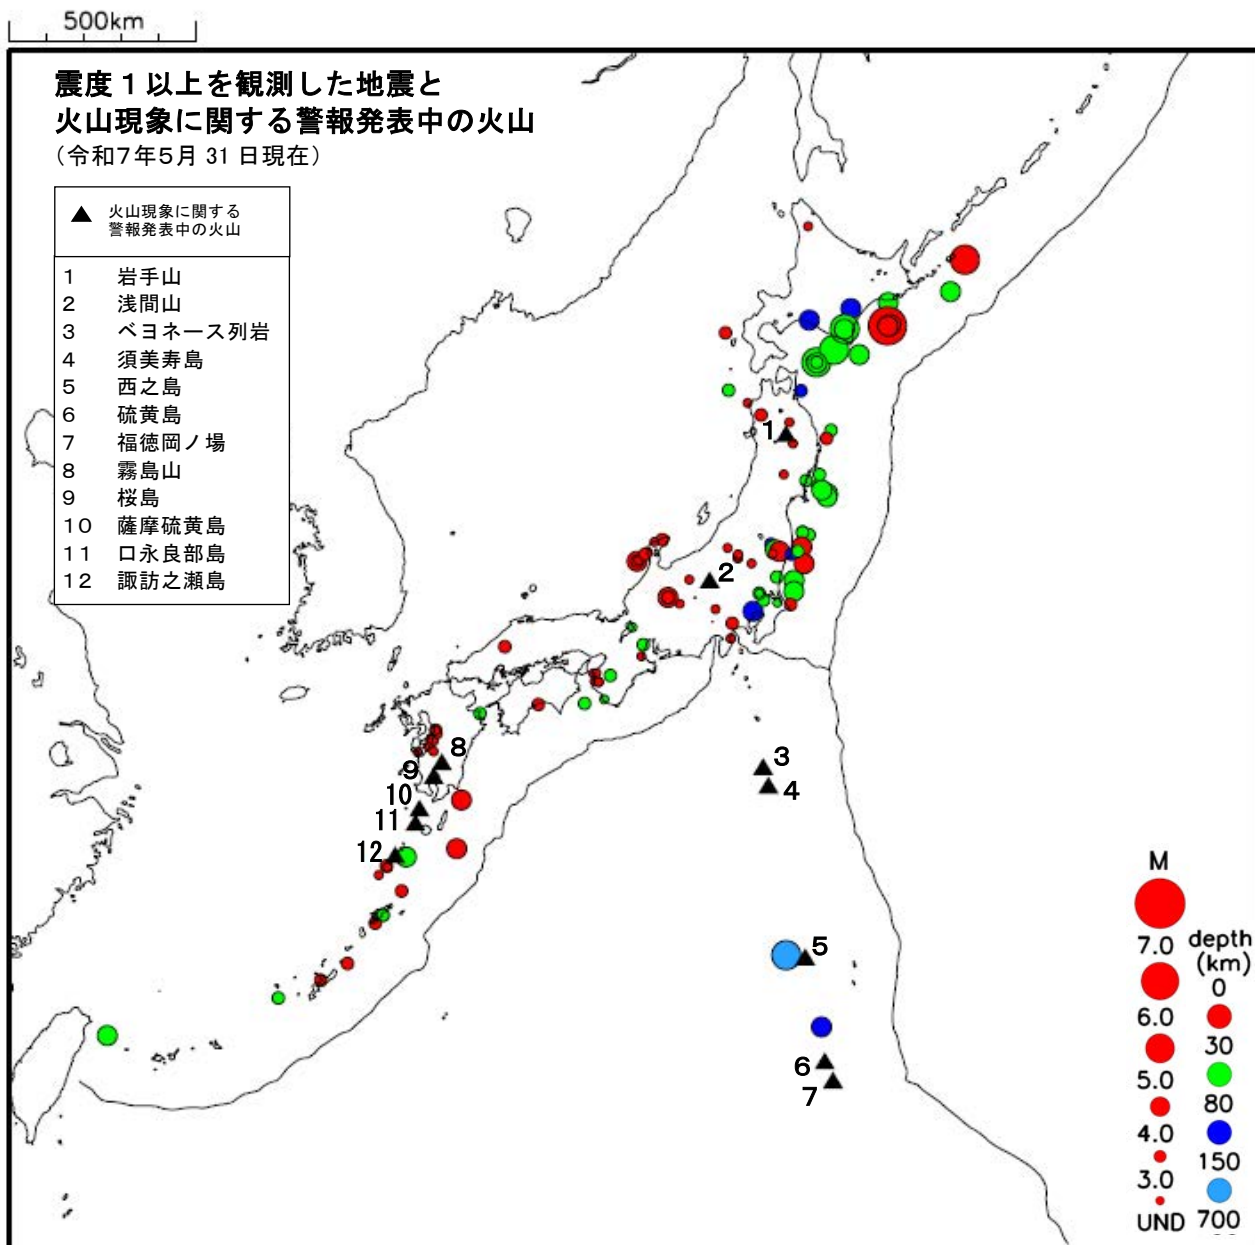 500km
震度１以上を観測した地震と
火山現象に関する警報発表中の火山
（令和7年5月 31 日現在）
火山現象に関する
警報発表中の火山
1 岩手山
2 浅間山
3 ベヨネース列岩
4 須美寿島
5 西之島
6 硫黄島
7 福徳岡ノ場
8 霧島山
9 桜島
10 薩摩硫黄島
11 口永良部島
12 諏訪之瀬島
1
2
8
3
9
4
10
11
12
5
6
7
M
7.0
6.0
5.0
4.0
3.0
UND
depth
(km)
0
30
80
150
700